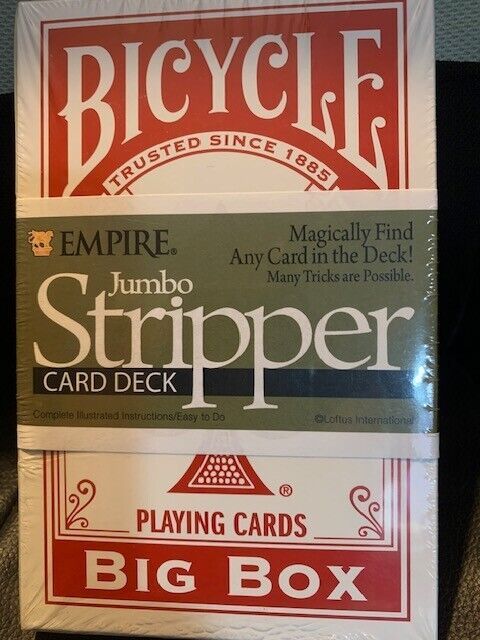 BICYCLE
TRUSTED SINCE 1885
EMPIRE®
Magically Find
Any Card in the Deck!
Many Tricks are Possible.
Jumbo
Stripper
CARD DECK
Complete Illustrated Instructions/Easy to Do
©Loftus International
®
PLAYING CARDS
BIG BOX